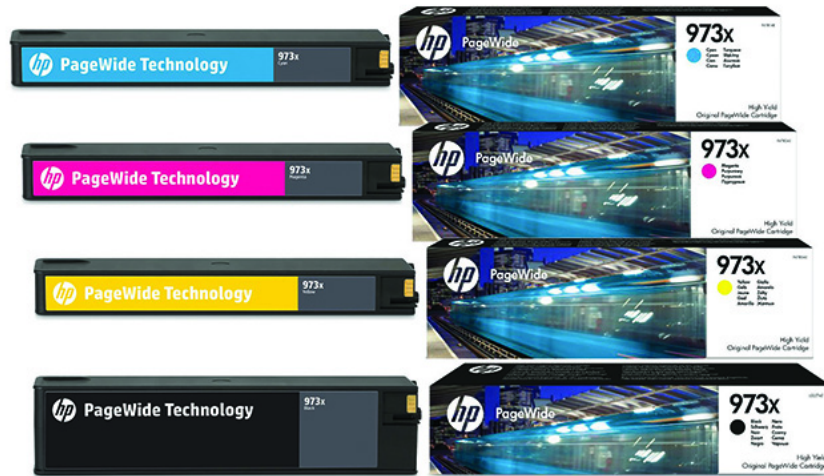 hp PageWide Technology
973x
Cyan
hp PageWide
973x
High Yield
Original PageWide Cartridge
hp PageWide Technology
973x
Magenta
hp PageWide
973x
Magenta
High Yield
Original PageWide Cartridge
hp PageWide Technology
973x
Yellow
hp PageWide
973x
High Yield
Original PageWide Cartridge
hp PageWide Technology
973x
Black
hp PageWide
973x
High Yield
Original PageWide Cartridge